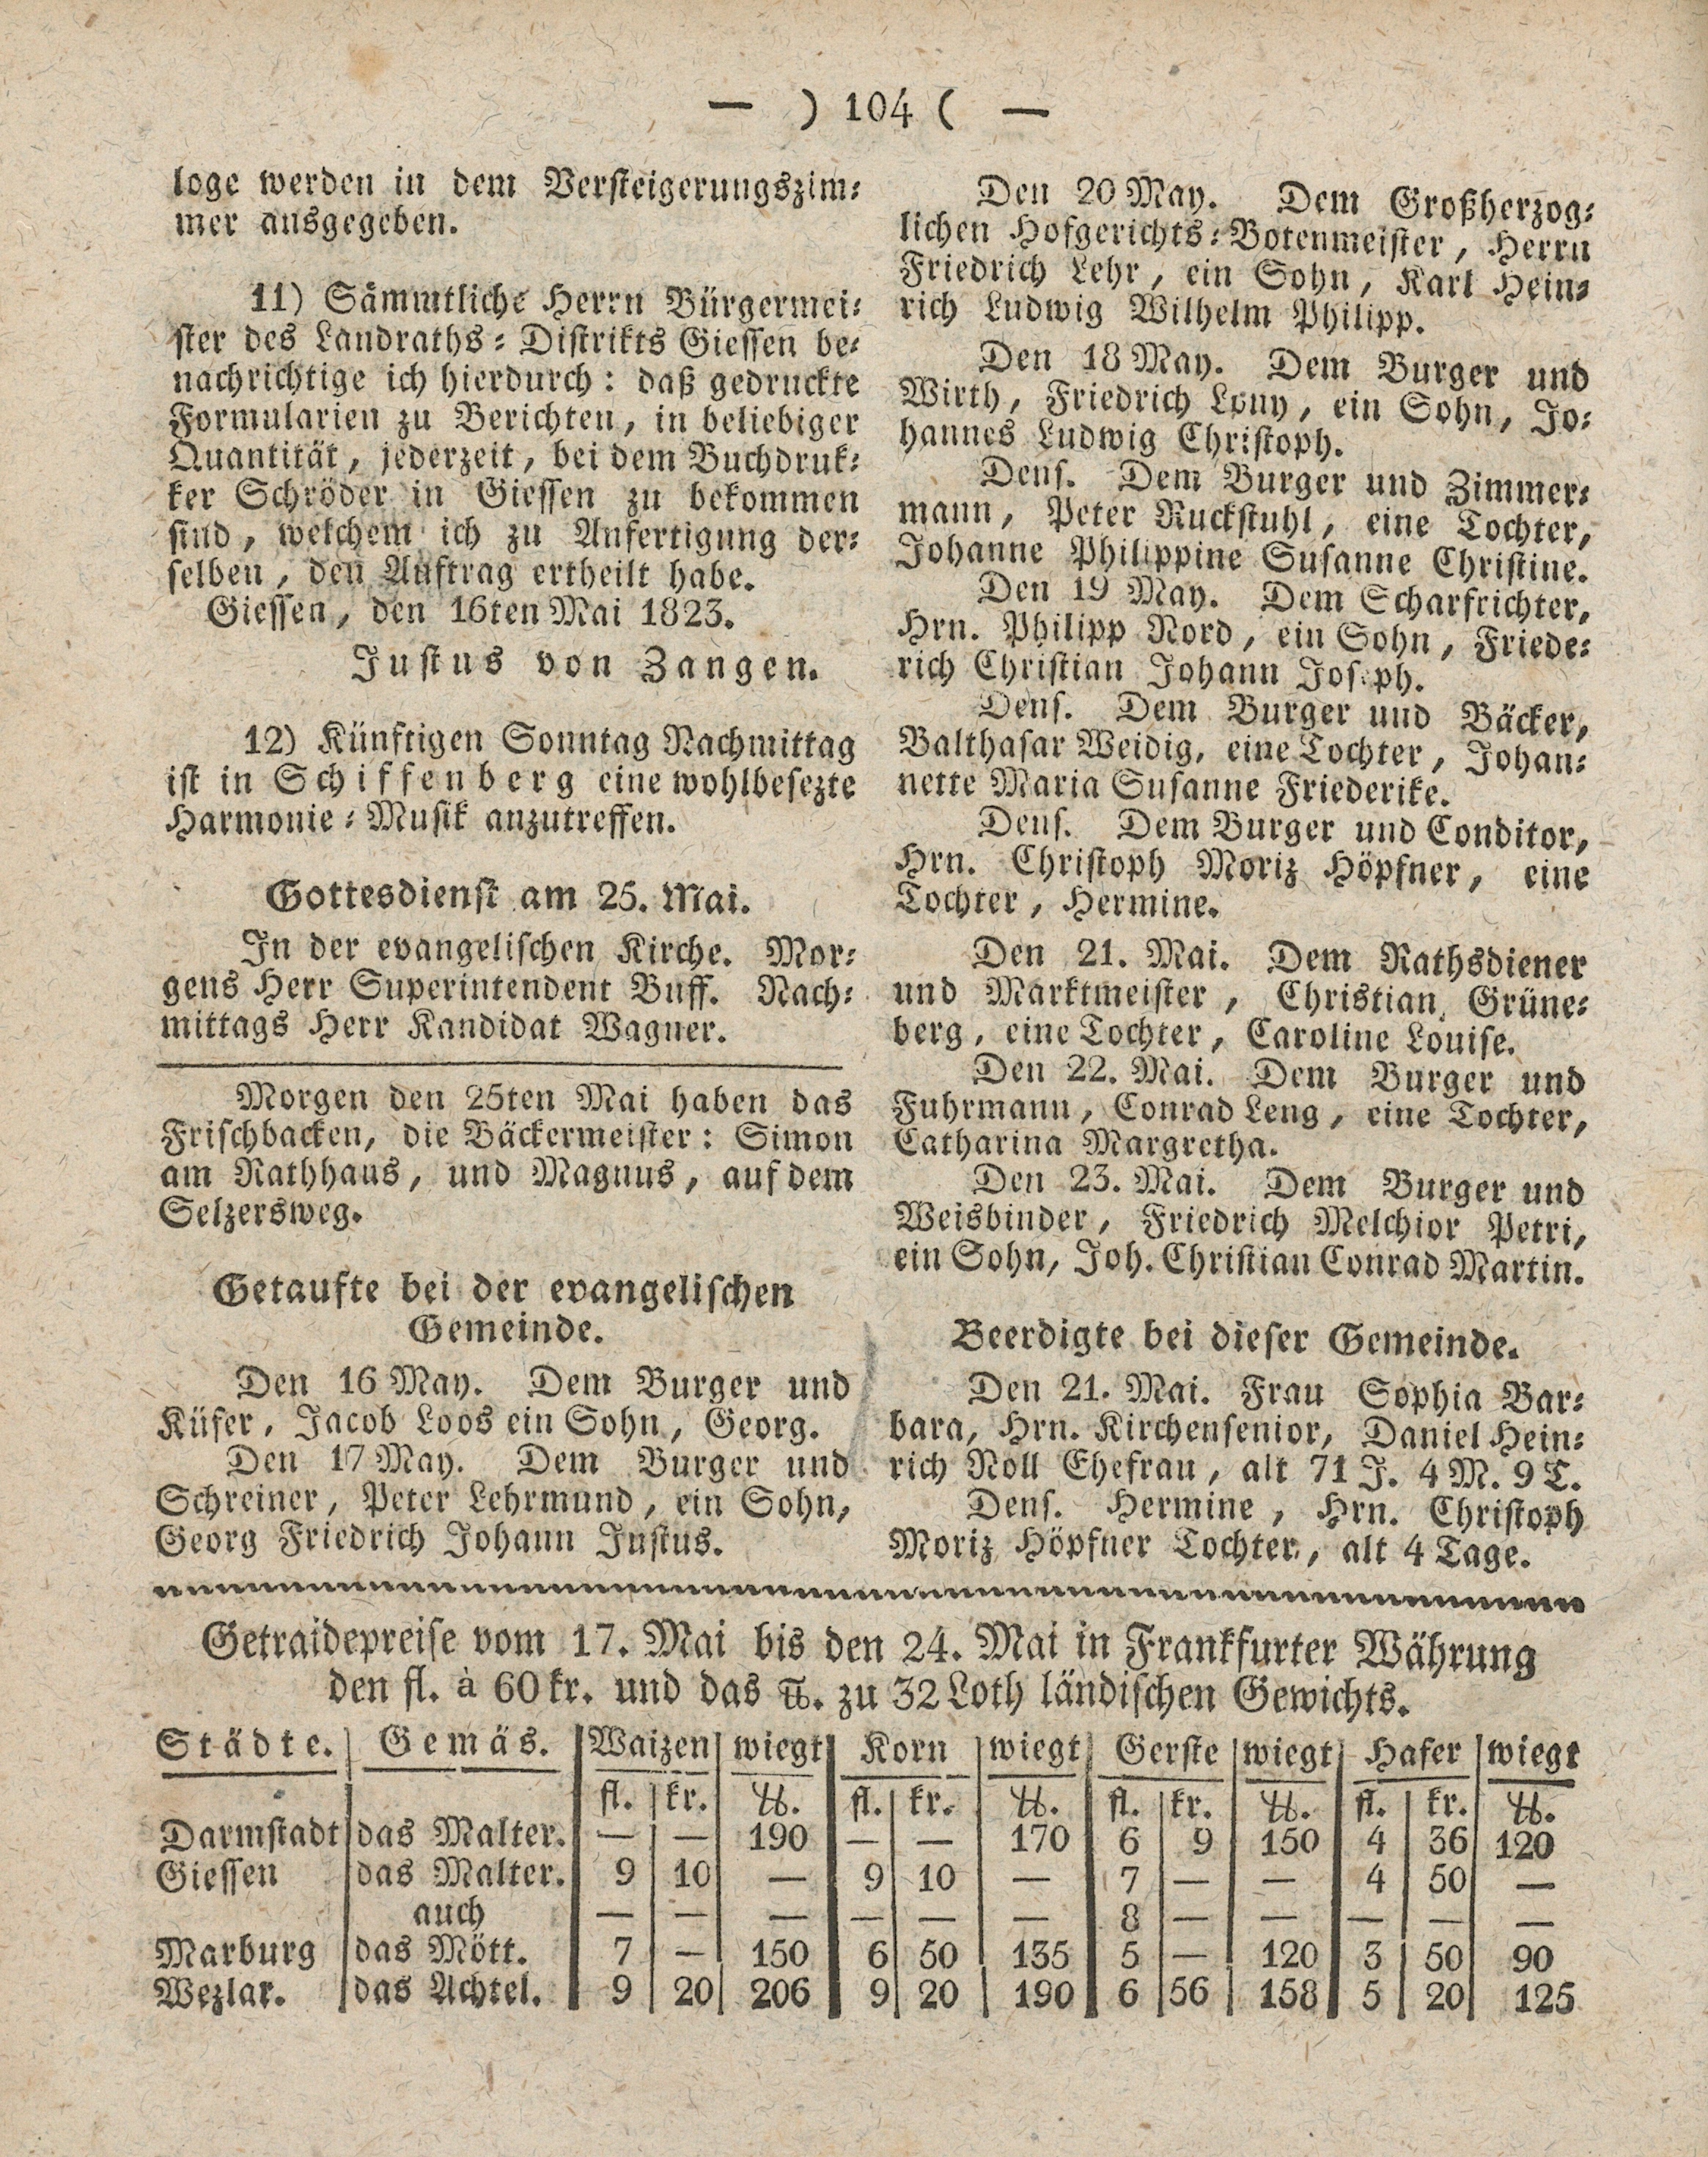 — ) 104 ( —
loge werden in dem Versteigerungszim⸗
mer ausgegeben.
11) Sämmtliche Herrn Bürgermei⸗
ster des Landraths⸗Distrikts Giessen be⸗
nachrichtige ich hierdurch: daß gedruckte
Formularien zu Berichten, in beliebiger
Quantität, jederzeit, bei dem Buchdruk⸗
ker Schröder in Giessen zu bekommen
sind, welchem ich zu Anfertigung der⸗
selben, den Auftrag ertheilt habe.
Giessen, den 16ten Mai 1823.
Justus von Zangen.
12) Künftigen Sonntag Nachmittag
ist in Schiffenberg eine wohlbesezte
Harmonie⸗Musik anzutreffen.
Gottesdienst am 25. Mai.
In der evangelischen Kirche. Mor⸗
gens Herr Superintendent Buff. Nach⸗
mittags Herr Kandidat Wagner.
Morgen den 25ten Mai haben das
Frischbacken, die Bäckermeister: Simon
am Rathhaus, und Magnus, auf dem
Selzersweg.
Getaufte bei der evangelischen
Gemeinde.
Den 16 May. Dem Burger und
Küfer, Jacob Loos ein Sohn, Georg.
Den 17 May. Dem Burger und
Schreiner, Peter Lehrmund, ein Sohn,
Georg Friedrich Johann Justus.
Den 20 May. Dem Großherzog⸗
lichen Hofgerichts⸗Botenmeister, Herrn
Friedrich Lehr, ein Sohn, Karl Hein⸗
rich Ludwig Wilhelm Philipp.
Den 18 May. Dem Burger und
Wirth, Friedrich Lony, ein Sohn, Jo⸗
hannes Ludwig Christoph.
Dens. Dem Burger und Zimmer⸗
mann, Peter Ruckstuhl, eine Tochter,
Johanne Philippine Susanne Christine.
Den 19 May. Dem Scharfrichter,
Hrn. Philipp Nord, ein Sohn, Friede⸗
rich Christian Johann Joseph.
Dens. Dem Burger und Bäcker,
Balthasar Weidig, eine Tochter, Johan⸗
nette Maria Susanne Friederike.
Dens. Dem Burger und Conditor,
Hrn. Christoph Moriz Höpfner, eine
Tochter, Hermine.
Den 21. Mai. Dem Rathsdiener
und Marktmeister, Christian Grüne⸗
berg, eine Tochter, Caroline Louise.
Den 22. Mai. Dem Burger und
Fuhrmann, Conrad Leng, eine Tochter,
Catharina Margretha.
Den 23. Mai. Dem Burger und
Weisbinder, Friedrich Melchior Petri,
ein Sohn, Joh. Christian Conrad Martin.
Beerdigte bei dieser Gemeinde.
Den 21. Mai. Frau Sophia Bar⸗
bara, Hrn. Kirchensenior, Daniel Hein⸗
rich Noll Ehefrau, alt 71 J. 4 M. 9 T.
Dens. Hermine, Hrn. Christoph
Moriz Höpfner Tochter, alt 4 Tage.
Getraidepreise vom 17. Mai bis den 24. Mai in Frankfurter Währung
den fl. à 60 kr. und das ℔. zu 32 Loth ländischen Gewichts.
Städte. Gemäs. Waizen wiegt Korn wiegt Gerste wiegt Hafer wiegt
fl. kr. ℔. fl. kr. ℔. fl. kr. ℔. fl. kr. ℔.
Darmstadt das Malter. — — 190 — — 170 6 9 150 4 36 120
Giessen das Malter. 9 10 — 9 10 — 7 — — 4 50 —
auch — — — — — — 8 — — — — —
Marburg das Mött. 7 — 150 6 50 135 5 — 120 3 50 90
Wezlar. das Achtel. 9 20 206 9 20 190 6 56 158 5 20 125